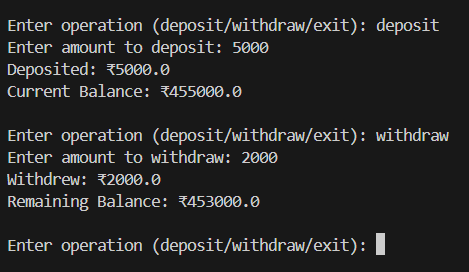 Enter operation (deposit/withdraw/exit): deposit
Enter amount to deposit: 5000
Deposited: ₹5000.0
Current Balance: ₹455000.0
Enter operation (deposit/withdraw/exit): withdraw
Enter amount to withdraw: 2000
Withdrew: ₹2000.0
Remaining Balance: ₹453000.0
Enter operation (deposit/withdraw/exit):